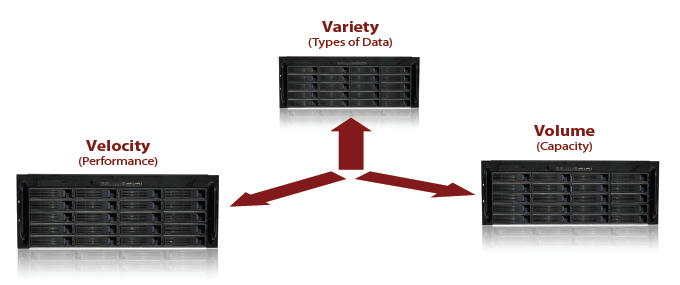 Variety
(Types of Data)
Velocity
(Performance)
Volume
(Capacity)